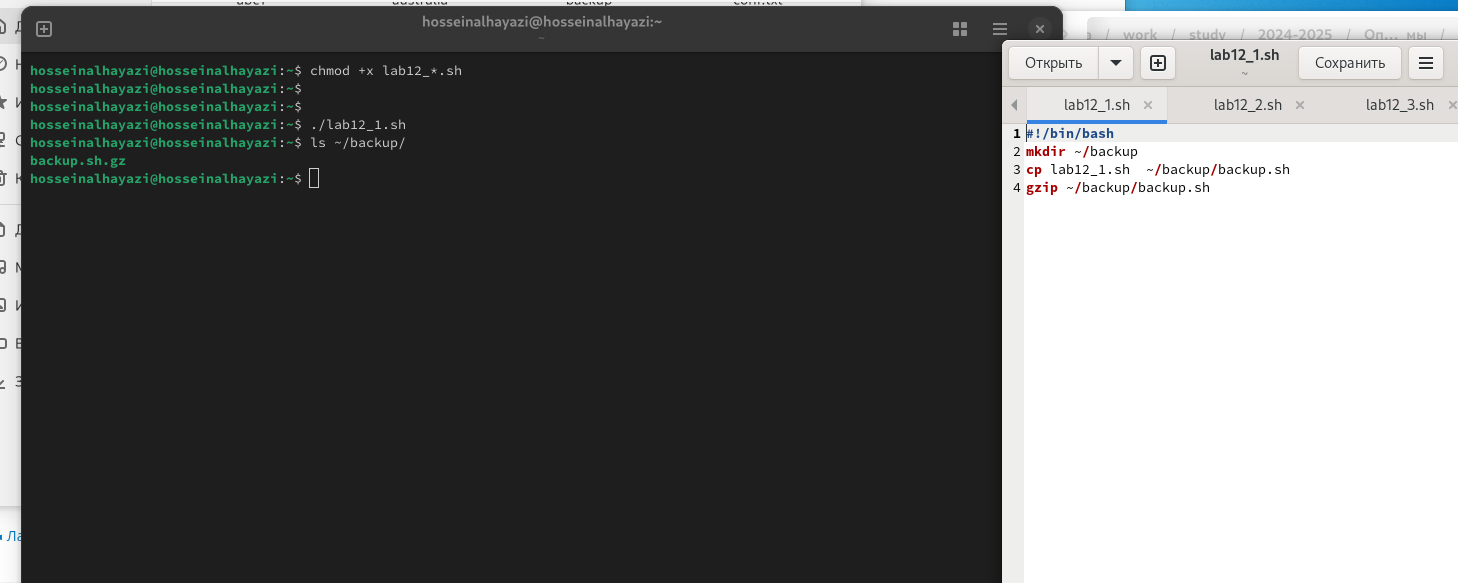 hosseinalhayazi@hosseinalhayazi:~
~
hosseinalhayazi@hosseinalhayazi:~$ chmod +x lab12_*.sh
hosseinalhayazi@hosseinalhayazi:~$
hosseinalhayazi@hosseinalhayazi:~$
hosseinalhayazi@hosseinalhayazi:~$ ./lab12_1.sh
hosseinalhayazi@hosseinalhayazi:~$ ls ~/backup/
backup.sh.gz
hosseinalhayazi@hosseinalhayazi:~$
/ work / study / 2024-2025 / Оп... мы /
Открыть
lab12_1.sh
~
Сохранить
lab12_1.sh lab12_2.sh lab12_3.sh
1 #!/bin/bash
2 mkdir ~/backup
3 cp lab12_1.sh  ~/backup/backup.sh
4 gzip ~/backup/backup.sh